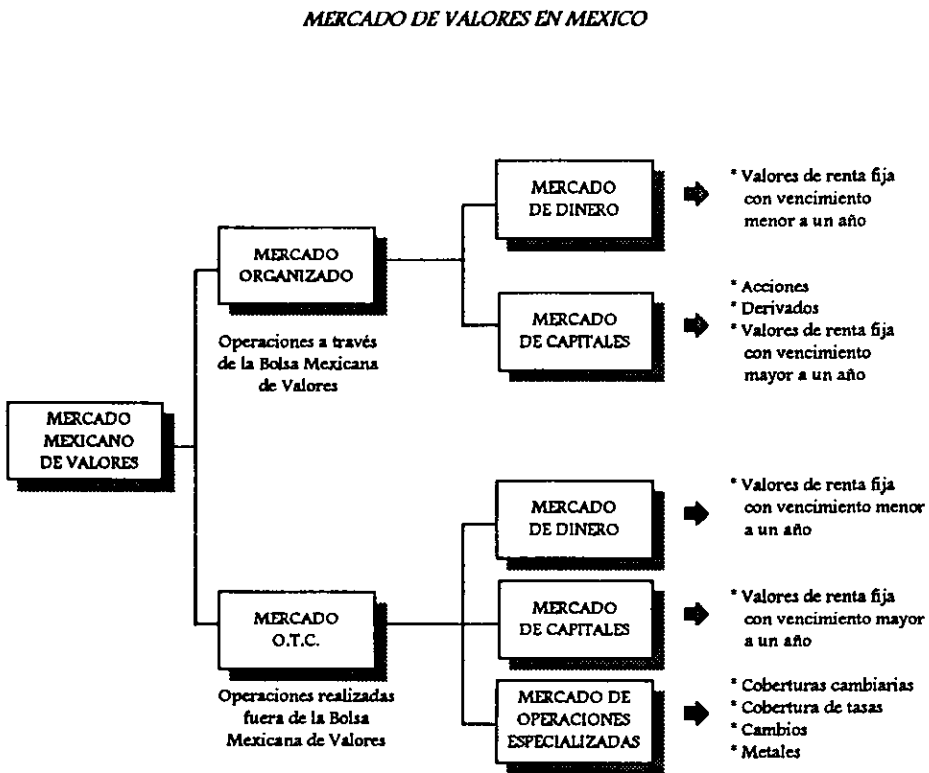 MERCADO DE VALORES EN MEXICO
MERCADO
DE DINERO
* Valores de renta fija
con vencimiento
menor a un año
MERCADO
ORGANIZADO
Operaciones a través
de la Bolsa Mexicana
de Valores
MERCADO
DE CAPITALES
* Acciones
* Derivados
* Valores de renta fija
con vencimiento
mayor a un año
MERCADO
MEXICANO
DE VALORES
MERCADO
DE DINERO
* Valores de renta fija
con vencimiento menor
a un año
MERCADO
O.T.C.
Operaciones realizadas
fuera de la Bolsa
Mexicana de Valores
MERCADO
DE CAPITALES
* Valores de renta fija
con vencimiento mayor
a un año
MERCADO DE
OPERACIONES
ESPECIALIZADAS
* Coberturas cambiarias
* Cobertura de tasas
* Cambios
* Metales